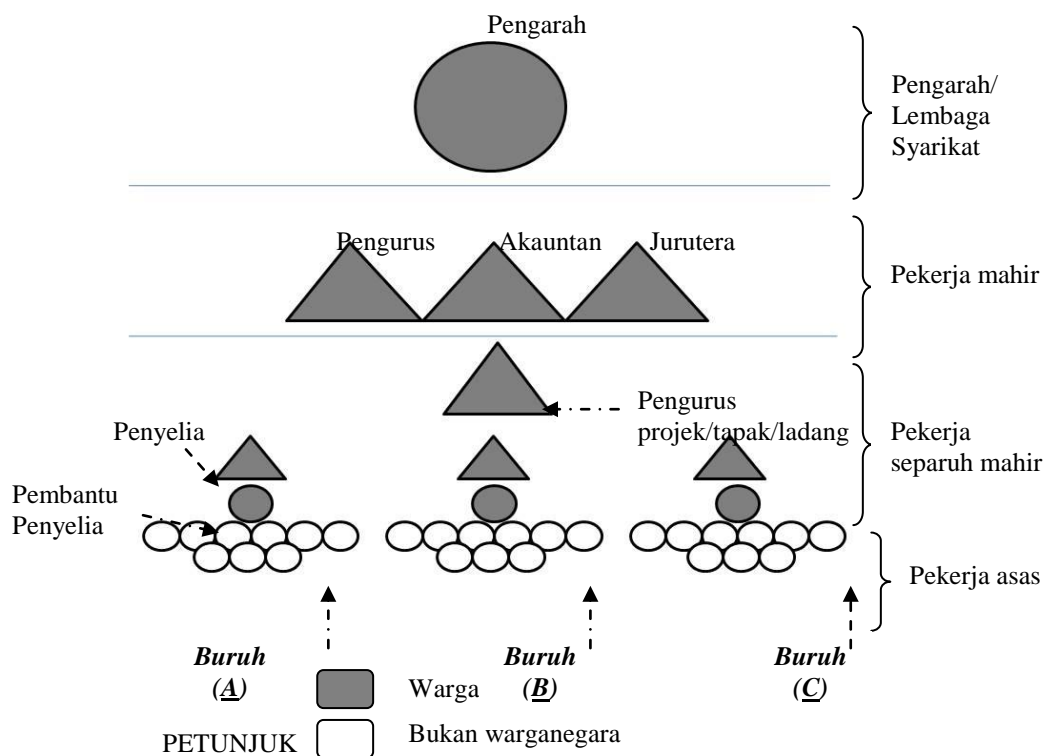 Pengarah
Pengarah/
Lembaga
Syarikat
Pengurus
Akauntan
Jurutera
Pekerja mahir
Pengurus
projek/tapak/ladang
Penyelia
Pekerja
separuh mahir
Pembantu
Penyelia
Pekerja asas
Buruh
(A)
Buruh
(B)
Buruh
(C)
Warga
PETUNJUK
Bukan warganegara